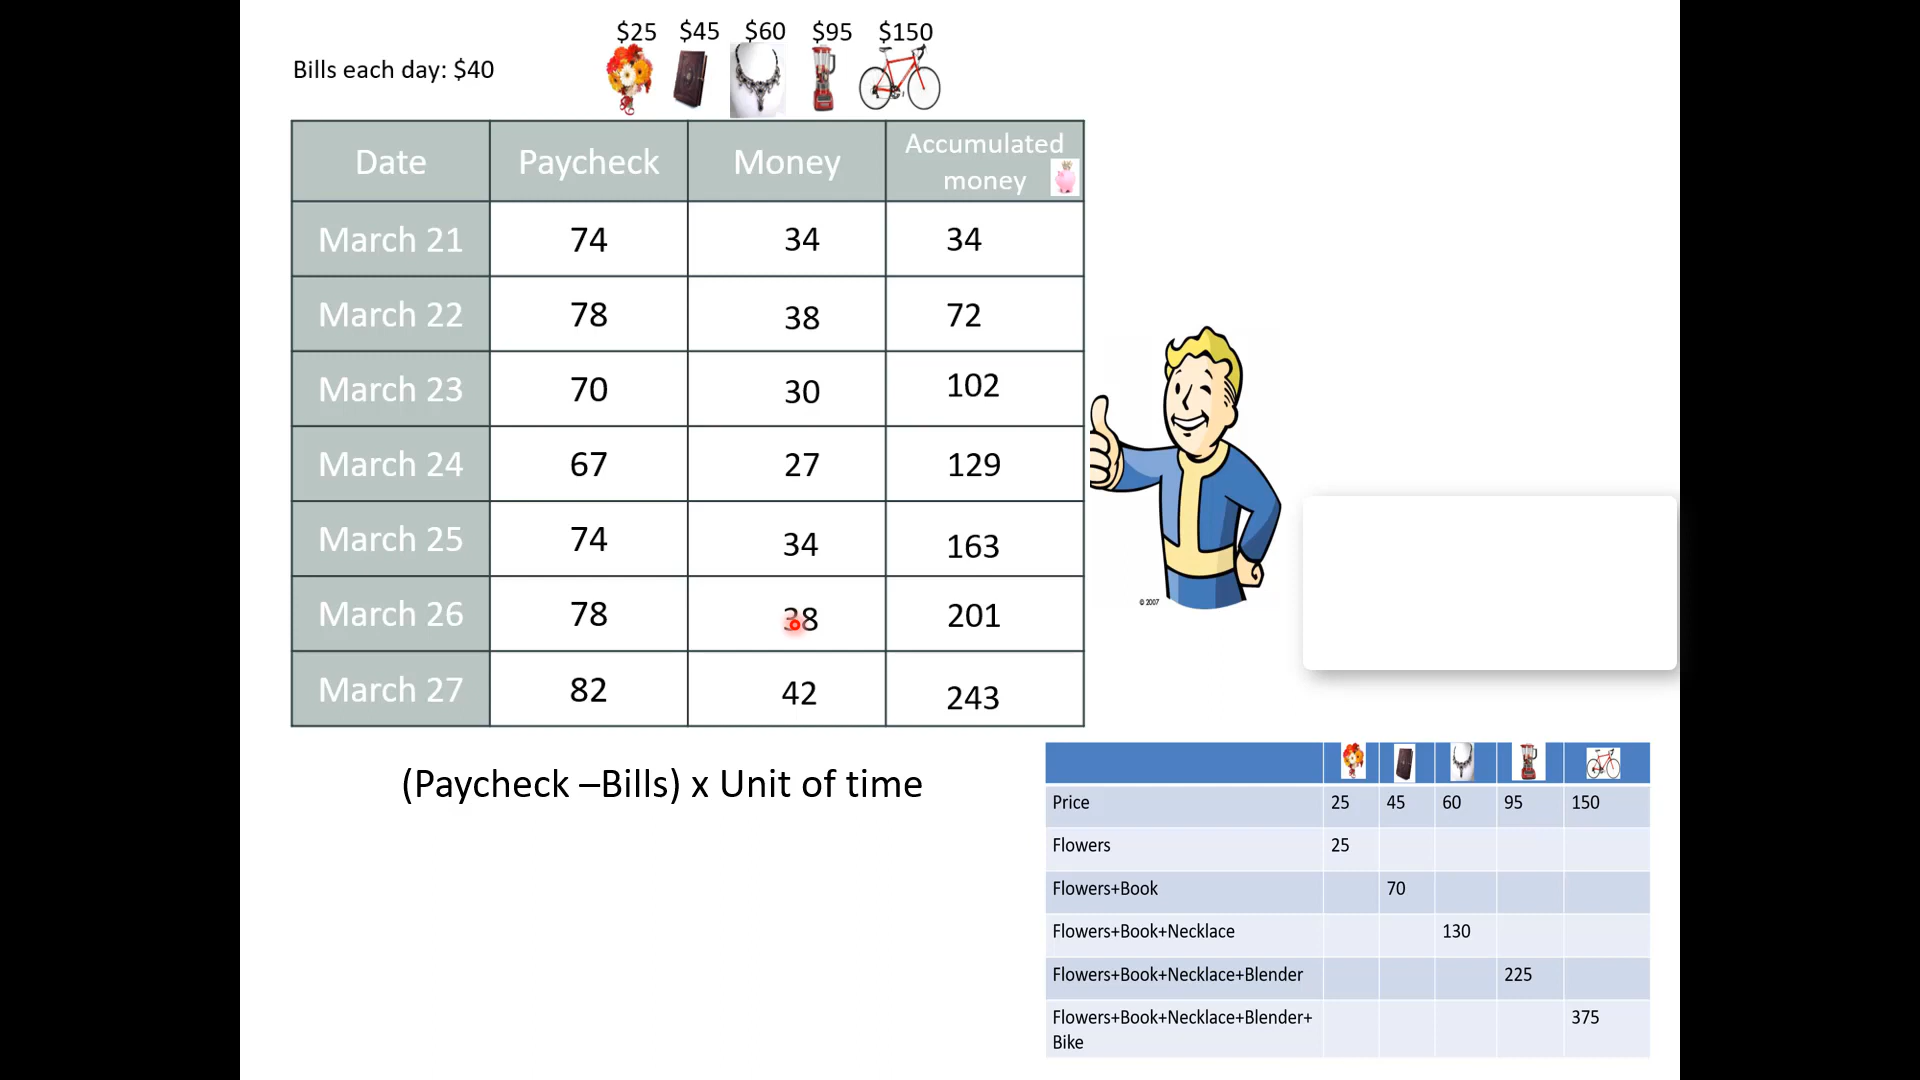 $25 $45 $60 $95 $150
Bills each day: $40
Date Paycheck Money Accumulated money
March 21 74 34 34
March 22 78 38 72
March 23 70 30 102
March 24 67 27 129
March 25 74 34 163
March 26 78 38 201
March 27 82 42 243
© 2007
(Paycheck –Bills) x Unit of time
Price 25 45 60 95 150
Flowers 25
Flowers+Book 70
Flowers+Book+Necklace 130
Flowers+Book+Necklace+Blender 225
Flowers+Book+Necklace+Blender+ 375
Bike